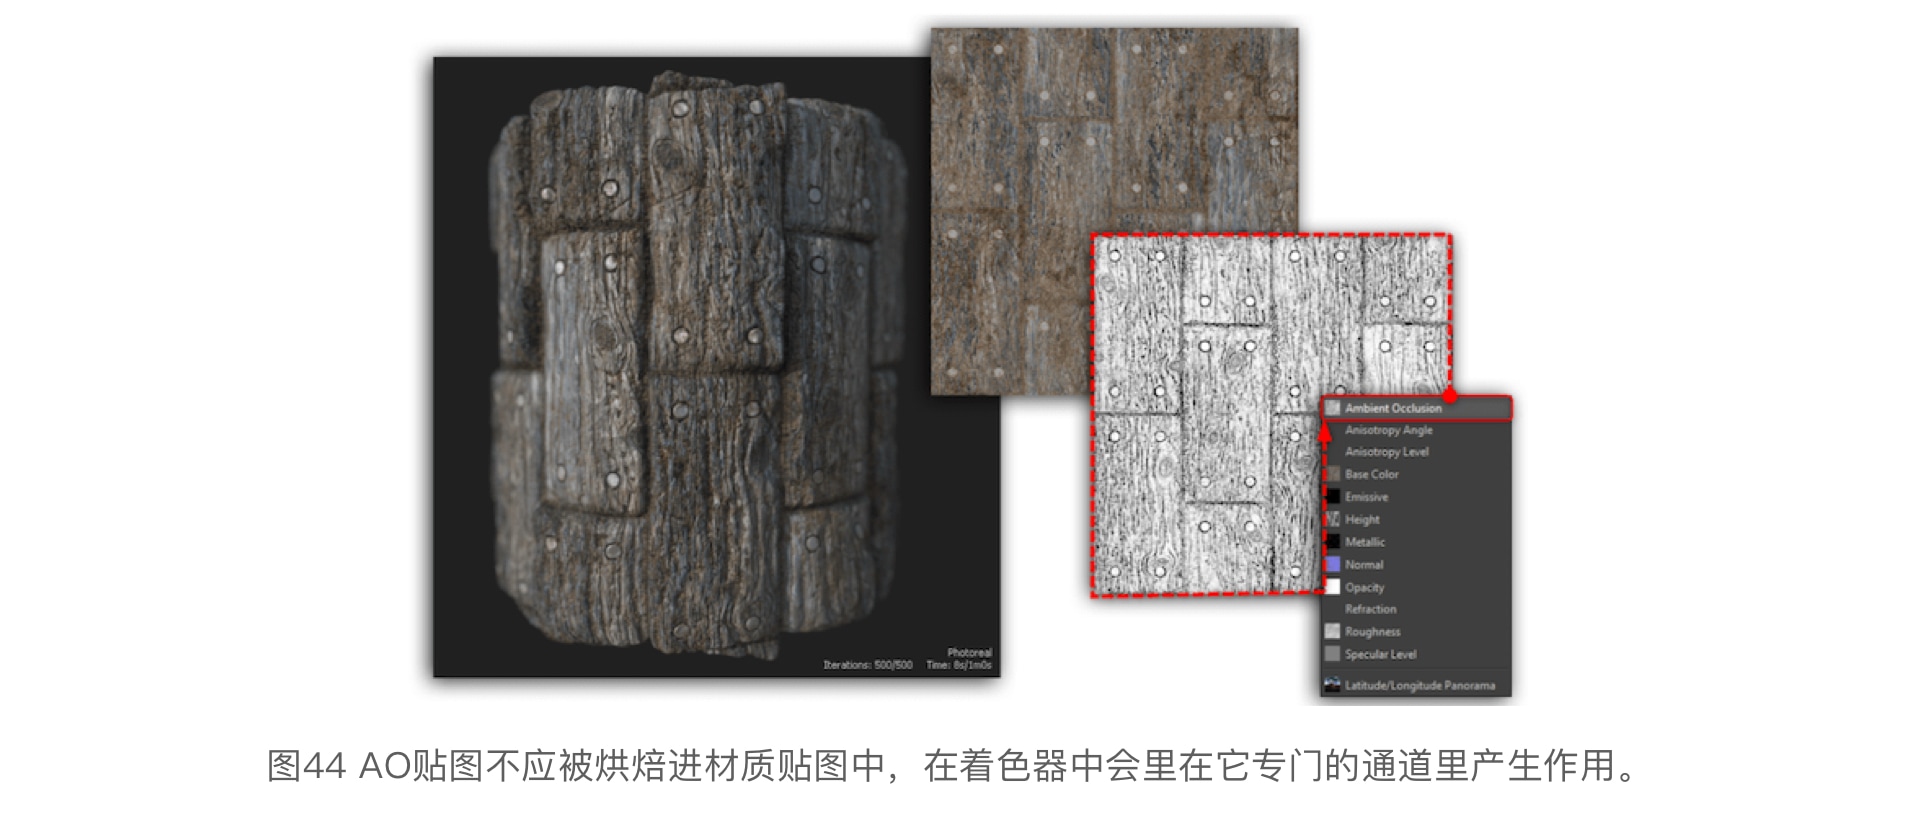 Photoreal
Iterations: 500/500 Time: 8s/1m0s
Ambient Occlusion
Anisotropy Angle
Anisotropy Level
Base Color
Emissive
Height
Metallic
Normal
Opacity
Refraction
Roughness
Specular Level
Latitude/Longitude Panorama
图44 AO贴图不应被烘焙进材质贴图中，在着色器中会里在它专门的通道里产生作用。